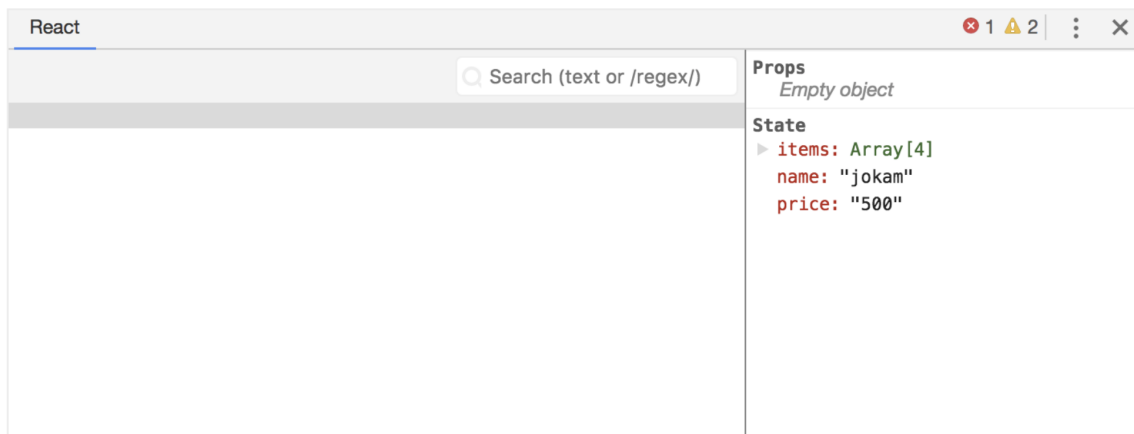 React
1 2
Search (text or /regex/)
Props
Empty object
State
items: Array[4]
name: "jokam"
price: "500"